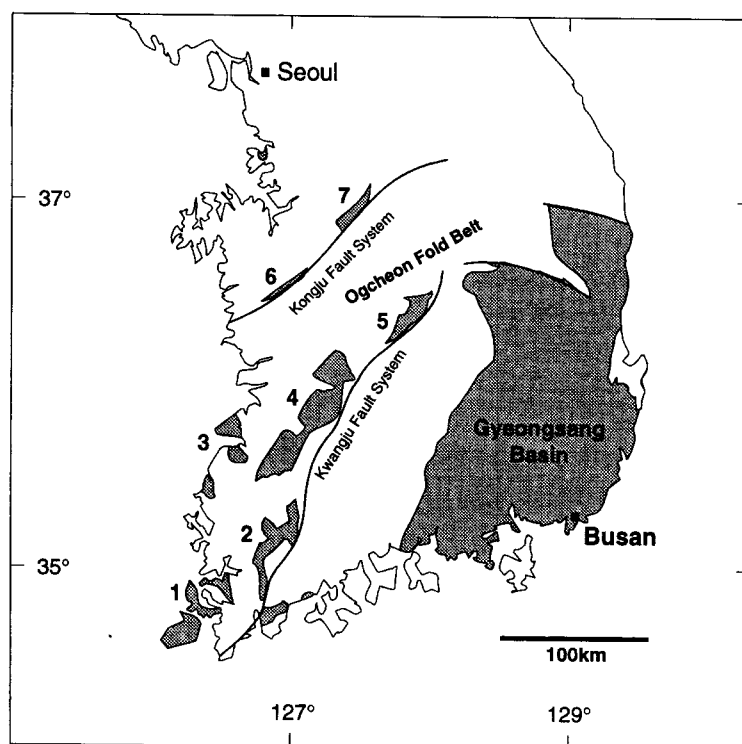 Seoul
37°
7
Kongju Fault System
Ogcheon Fold Belt
6
5
4
Kwangju Fault System
3
Gyeongsang
Basin
2
Busan
35°
1
100km
127°
129°